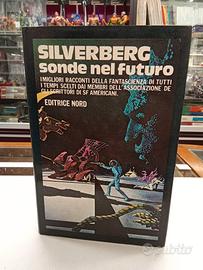 SILVERBERG
sonde nel futuro
I MIGLIORI RACCONTI DELLA FANTASCIENZA DI TUTTI
I TEMPI SCELTI DAI MEMBRI DELL'ASSOCIAZIONE DE
GLI SCRITTORI DI SF AMERICANI.
EDITRICE NORD
subito